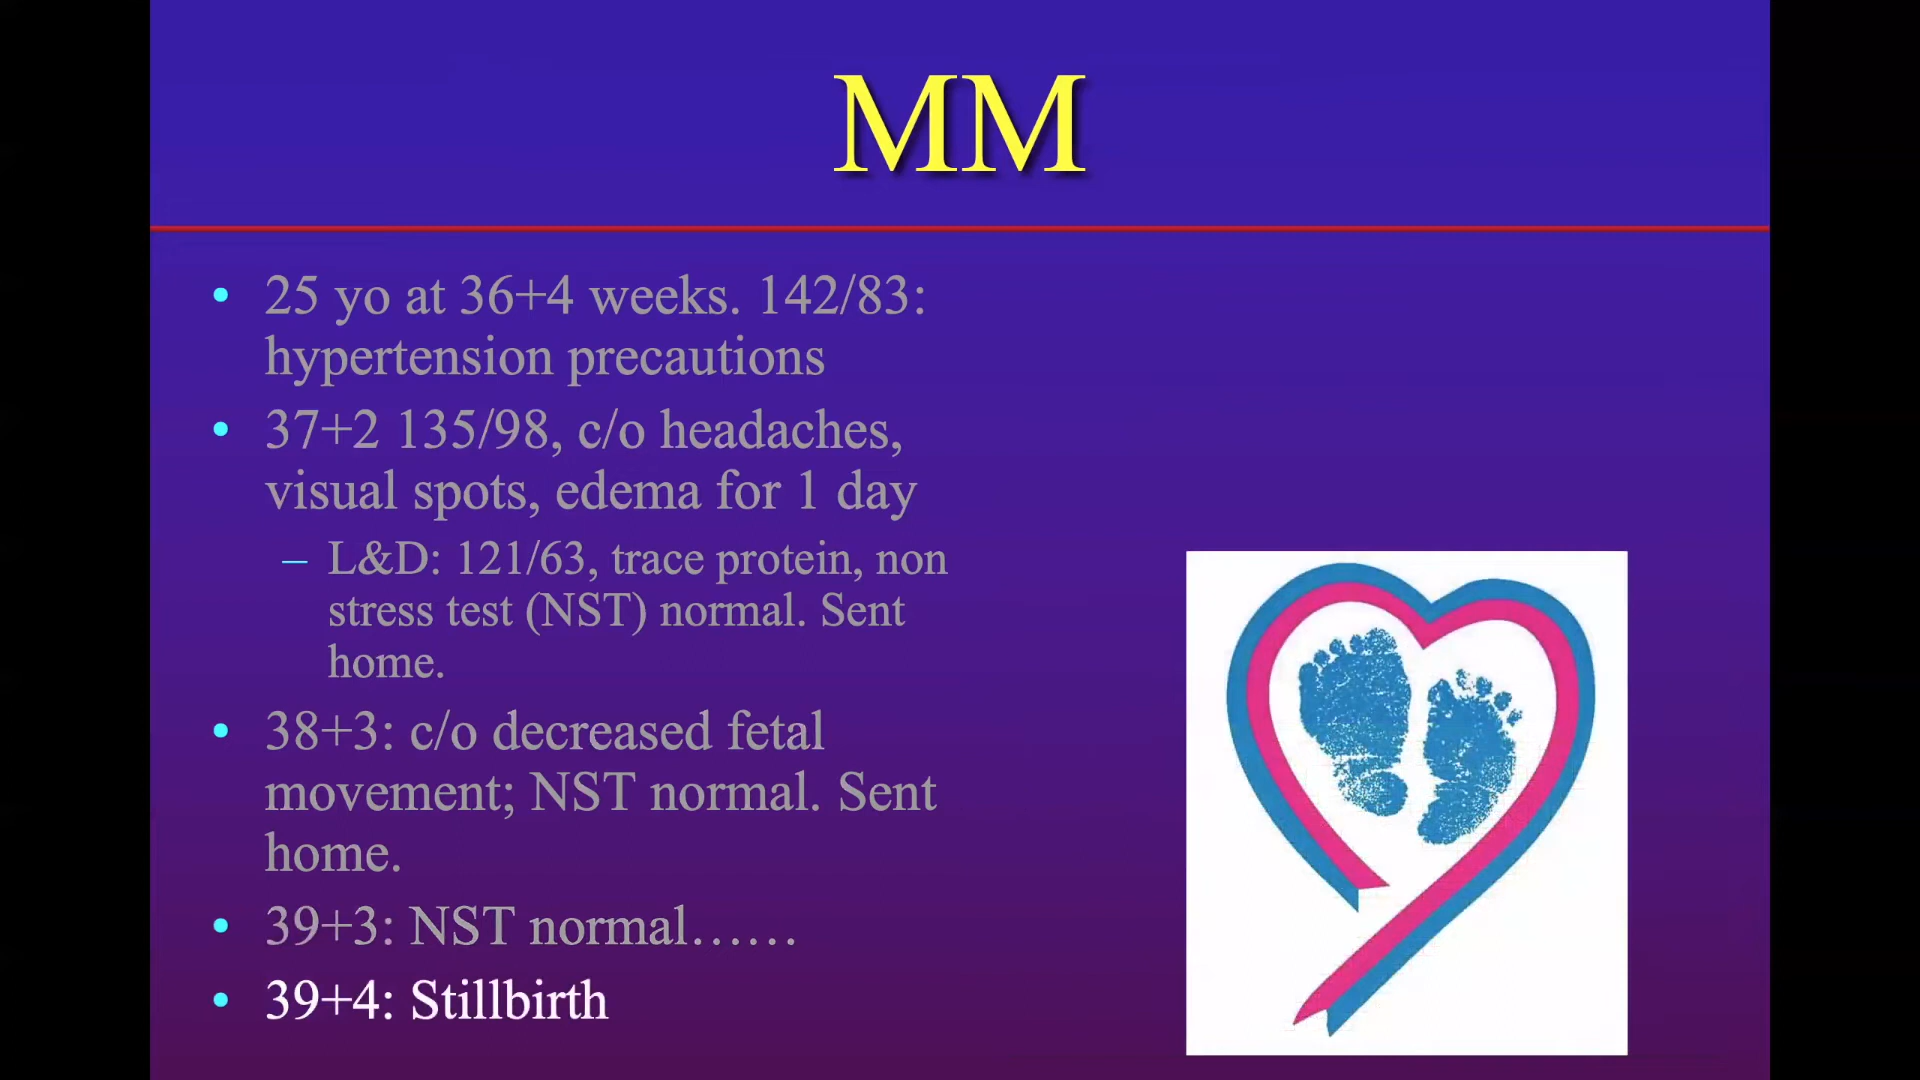 MM
• 25 yo at 36+4 weeks. 142/83:
hypertension precautions
• 37+2 135/98, c/o headaches,
visual spots, edema for 1 day
– L&D: 121/63, trace protein, non
stress test (NST) normal. Sent
home.
• 38+3: c/o decreased fetal
movement; NST normal. Sent
home.
• 39+3: NST normal……
• 39+4: Stillbirth